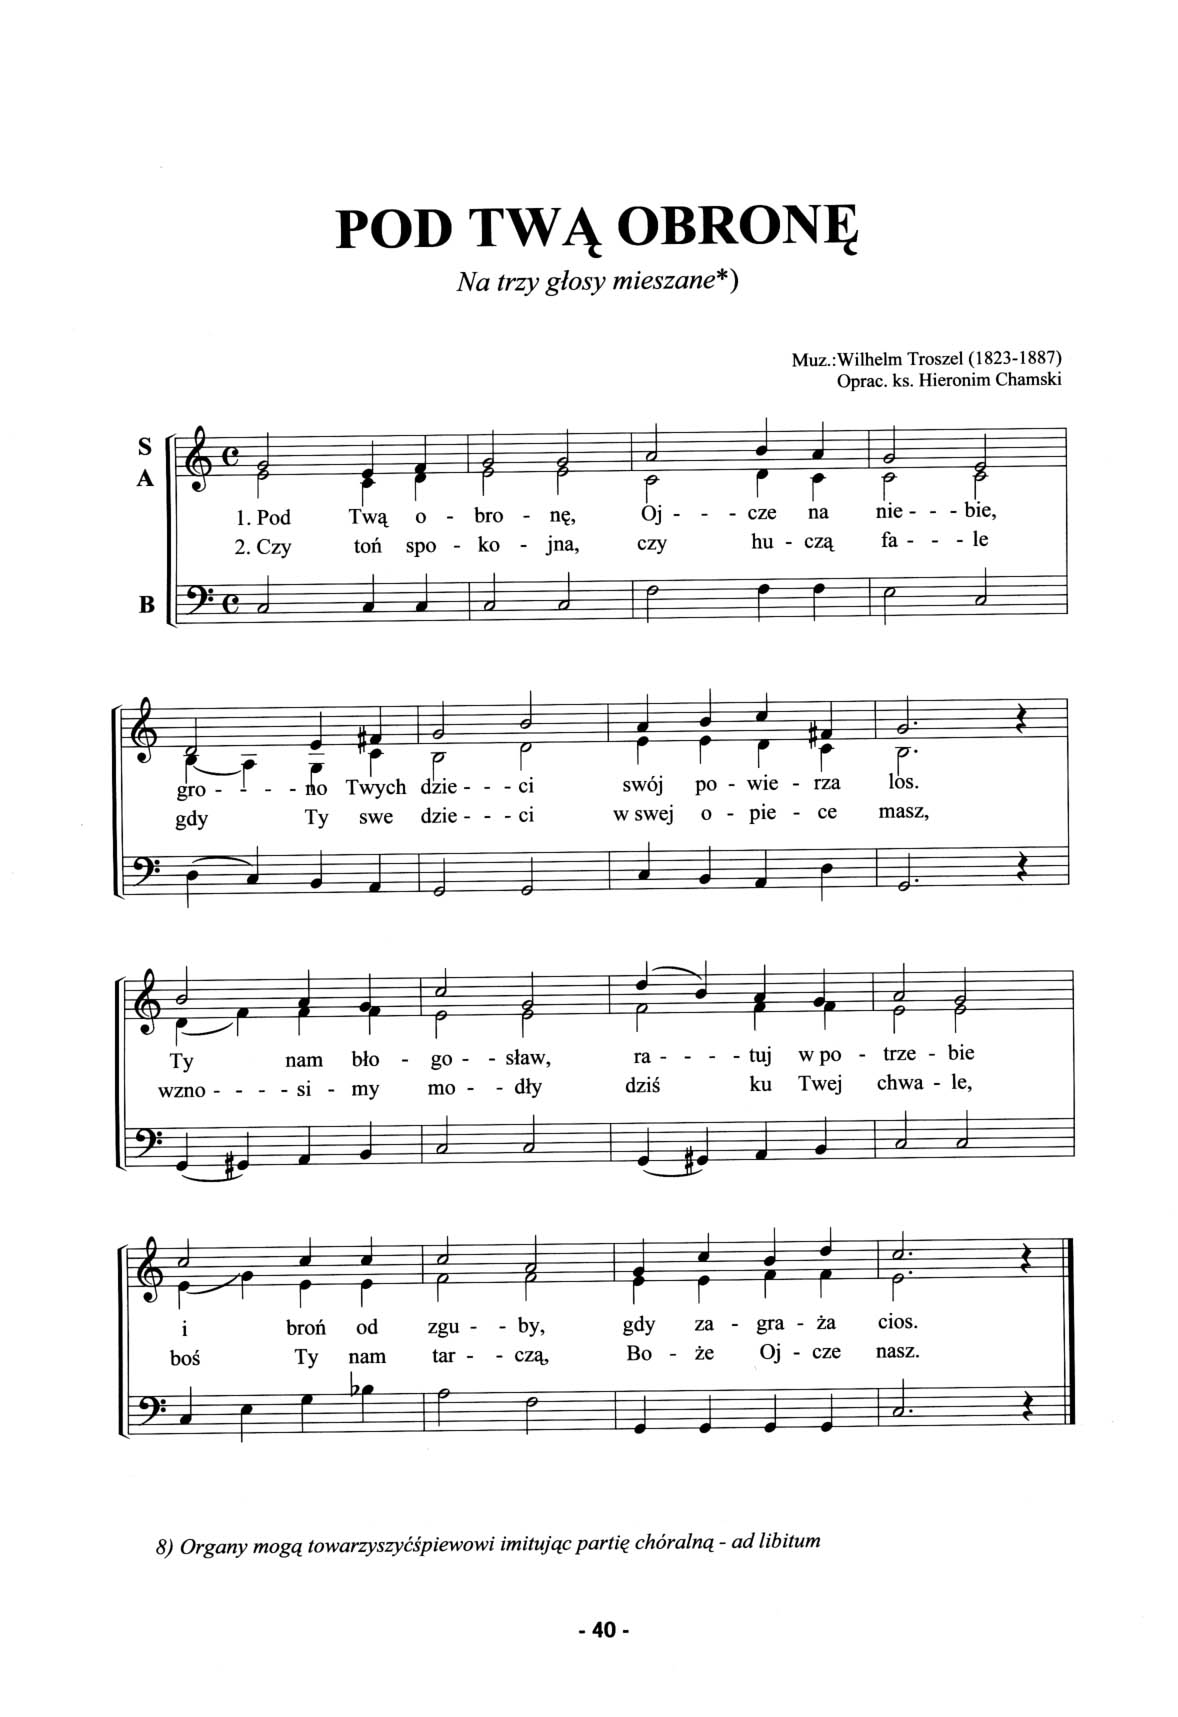 POD TWĄ OBRONĘ
Na trzy głosy mieszane*)
Muz.:Wilhelm Troszel (1823-1887)
Oprac. ks. Hieronim Chamski
S
A
1. Pod Twą o - bro - nę, Oj - - - cze na nie - - - bie,
2. Czy toń spo - ko - jna, czy hu - czą fa - - - le
B
gro - - - - no Twych dzie - - - ci swój po - wie - rza los.
gdy Ty swe dzie - - - ci w swej o - pie - ce masz,
Ty nam bło - go - - sław, ra - - - - tuj w po - trze - bie
wzno - - - - si - my mo - - dły dziś ku Twej chwa - le,
i broń od zgu - - by, gdy za - gra - ża cios.
boś Ty nam tar - - czą, Bo - że Oj - cze nasz.
8) Organy mogą towarzyszyćśpiewowi imitując partię chóralną - ad libitum
- 40 -